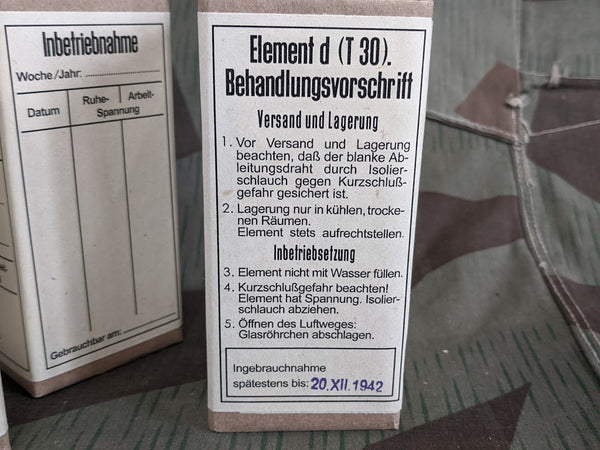 Inbetriebnahme
Woche/Jahr:
Datum
Ruhe-
Arbeit-
Spannung
Gebrauchbar am:
Element d (T 30).
Behandlungsvorschrift
Versand und Lagerung
1. Vor Versand und Lagerung
beachten, daß der blanke Ab-
leitungsdraht durch Isolier-
schlauch gegen Kurzschluß-
gefahr gesichert ist.
2. Lagerung nur in kühlen, trocke-
nen Räumen.
Element stets aufrechtstellen.
Inbetriebsetzung
3. Element nicht mit Wasser füllen.
4. Kurzschlußgefahr beachten!
Element hat Spannung. Isolier-
schlauch abziehen.
5. Öffnen des Luftweges:
Glasröhrchen abschlagen.
Ingebrauchnahme
spätestens bis: 20.XII.1942